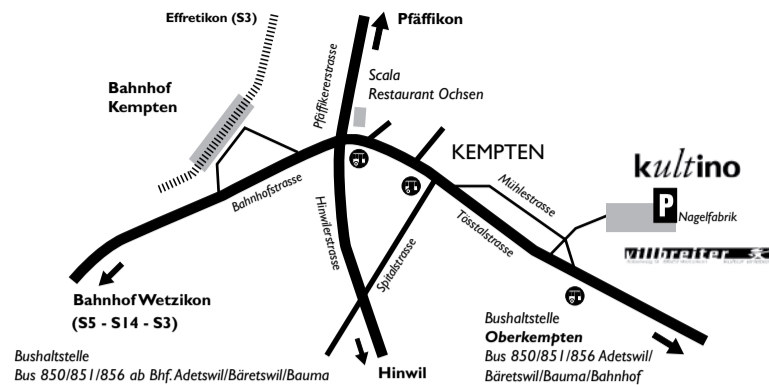 Effretikon (S3)
Pfäffikon
Bahnhof
Kempten
Pfäffikererstrasse
Scala
Restaurant Ochsen
KEMPTEN
kultino
P
Nagelfabrik
Bahnhofstrasse
Hinwilerstrasse
Spitalstrasse
Mühlestrasse
Tösstalstrasse
villbreiter
Bahnhof Wetzikon
(S5 - S14 - S3)
Bushaltstelle
Bus 850/851/856 ab Bhf. Adetswil/Bäretswil/Bauma
Hinwil
Bushaltstelle
Oberkempten
Bus 850/851/856 Adetswil/
Bäretswil/Bauma/Bahnhof